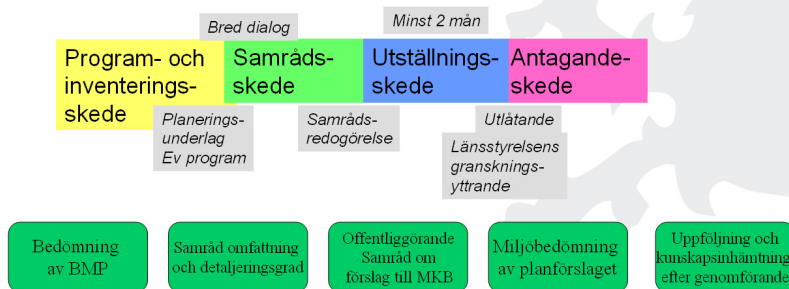 Bred dialog
Minst 2 mån
Program- och
inventerings-
skede
Samråds-
skede
Utställnings-
skede
Antagande-
skede
Planerings-
underlag
Ev program
Samråds-
redogörelse
Utlåtande
Länsstyrelsens
gransknings-
yttrande
Bedömning
av BMP
Samråd omfattning
och detaljeringsgrad
Offentliggörande
Samråd om
förslag till MKB
Miljöbedömning
av planförslaget
Uppföljning och
kunskapsinhämtning
efter genomförande